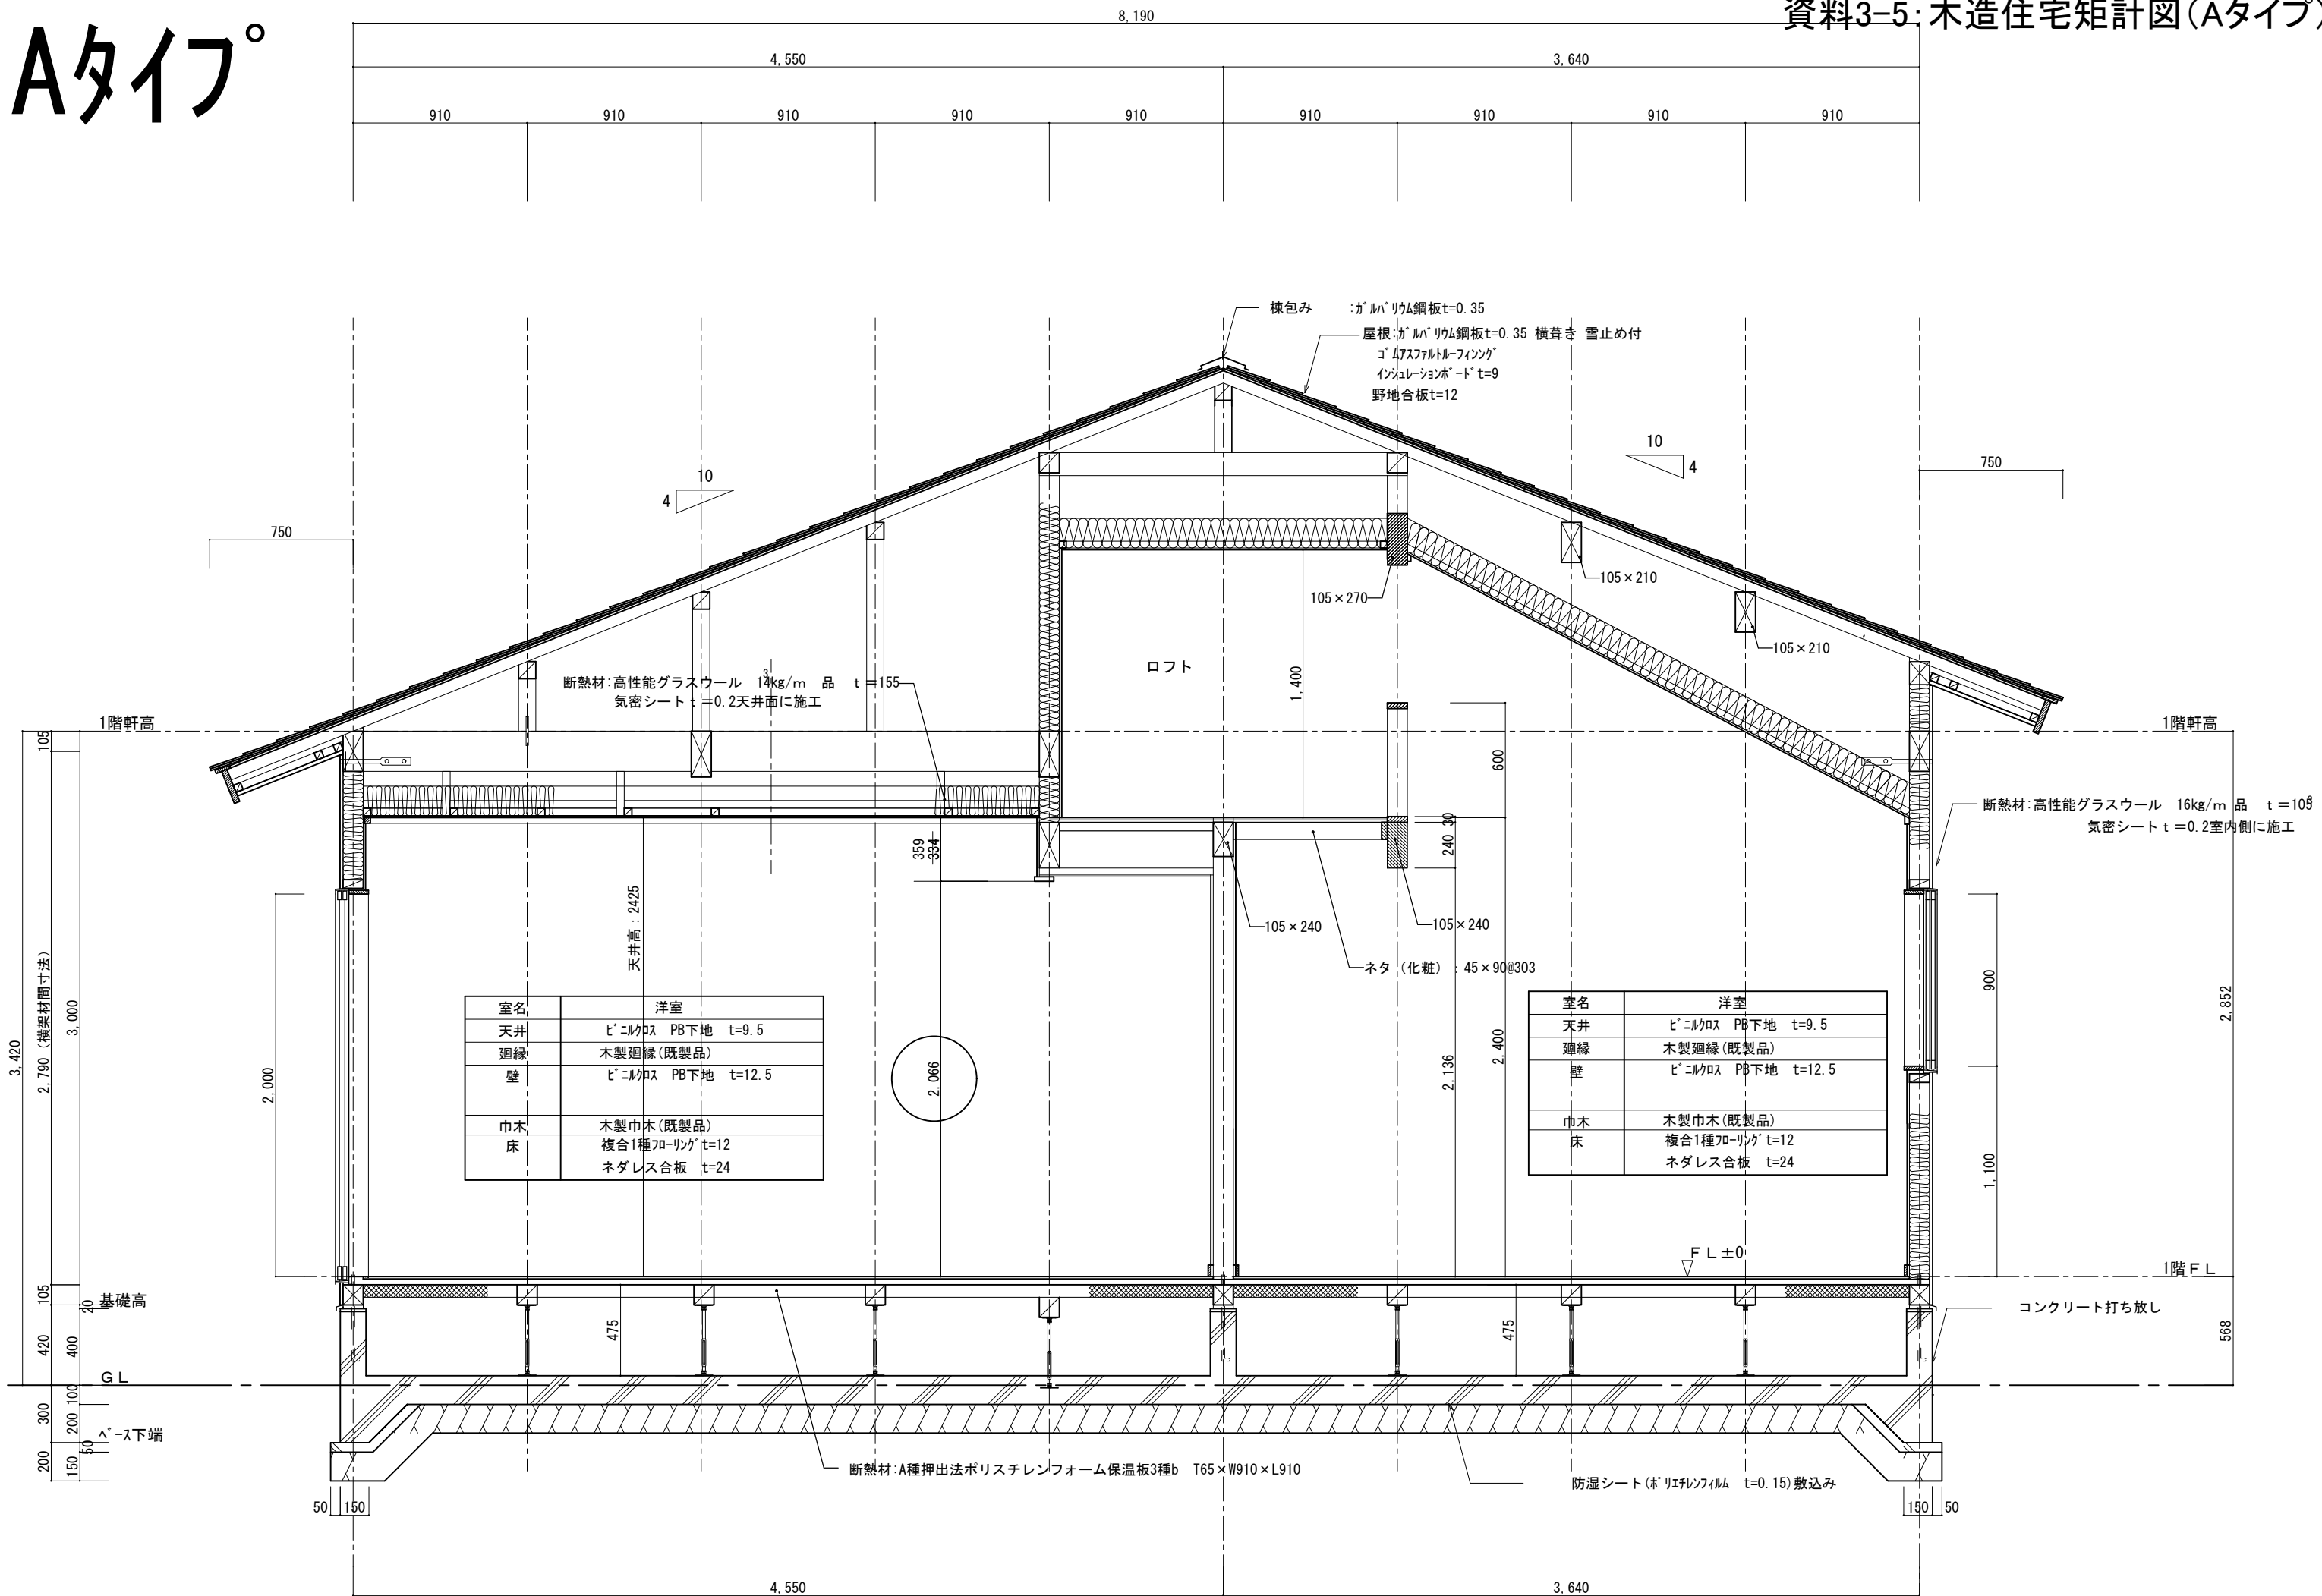 Aタイプ
資料3-5:木造住宅矩計図(Aタイプ)
8,190
4,550
3,640
910
910
910
910
910
910
910
910
910
棟包み :ガルバリウム鋼板t=0.35
屋根:ガルバリウム鋼板t=0.35 横葺き 雪止め付
ゴムアスファルトルーフィング
インシュレーションボードt=9
野地合板t=12
10
4
10
4
750
750
105×210
105×270
105×210
ロフト
1,400
断熱材:高性能グラスウール 14kg/m3 品 t=155
気密シートt=0.2天井面に施工
1階軒高
1階軒高
105
600
断熱材:高性能グラスウール 16kg/m3 品 t=105
気密シートt=0.2室内側に施工
240
30
359
334
天井高:2425
105×240
105×240
ネタ(化粧):45×90@303
3,420
2,790 (横架材間寸法)
3,000
2,000
2,066
2,136
2,400
900
1,100
2,852
室名 洋室
天井 ビニルクロス PB下地 t=9.5
廻縁 木製廻縁(既製品)
壁 ビニルクロス PB下地 t=12.5
巾木 木製巾木(既製品)
床 複合1種フローリングt=12
ネダレス合板 t=24
室名 洋室
天井 ビニルクロス PB下地 t=9.5
廻縁 木製廻縁(既製品)
壁 ビニルクロス PB下地 t=12.5
巾木 木製巾木(既製品)
床 複合1種フローリングt=12
ネダレス合板 t=24
FL±0
1階FL
105
20
基礎高
コンクリート打ち放し
475
475
420
400
568
GL
300
200
100
ベース下端
200
150
50
断熱材:A種押出法ポリスチレンフォーム保温板3種b T65×W910×L910
防湿シート(ポリエチレンフィルム t=0.15)敷込み
50
150
150
50
4,550
3,640